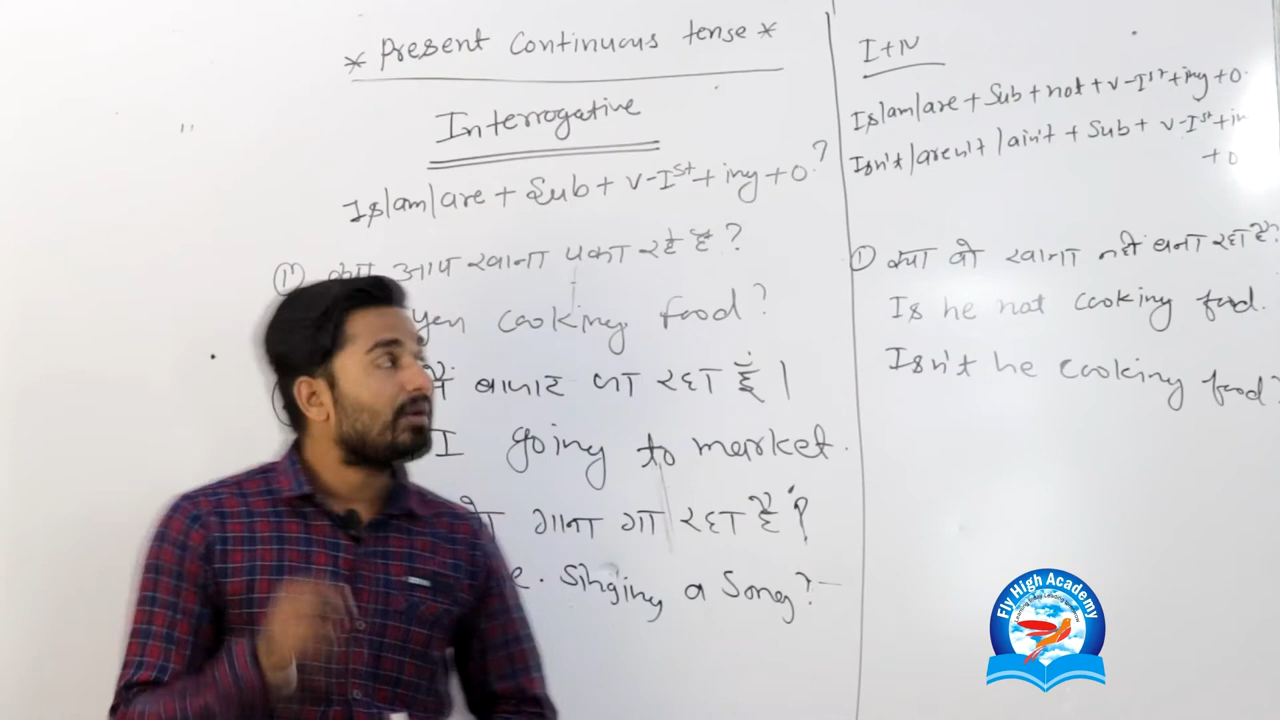 * Present Continuous tense *
Interrogative
Is/am/are + Sub + V-Ist + ing + O?
① क्या आप खाना पका रहे हैं?
you cooking food?
बाजार जा रहा हूँ।
I going to market.
गाना गा रहा है?
e. Singing a Song?
I+N
Is/am/are + Sub + not + V-Ist + ing + O.
Isn't/aren't/ain't + Sub + V-Ist + in
+ O
① क्या वो खाना नहीं बना रहा है?
Is he not cooking food.
Isn't he cooking food?
Fly High Academy